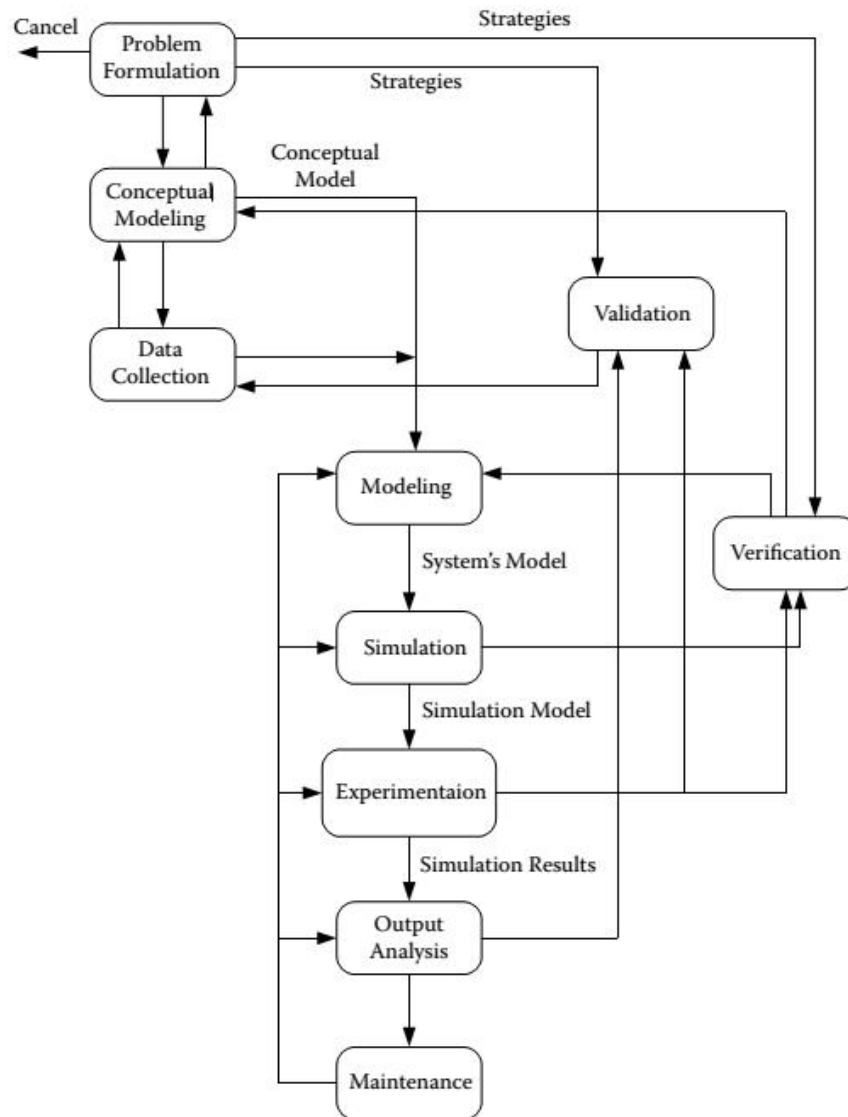 Strategies
Cancel
Problem
Formulation
Strategies
Conceptual
Model
Conceptual
Modeling
Validation
Data
Collection
Modeling
Verification
System's Model
Simulation
Simulation Model
Experimentaion
Simulation Results
Output
Analysis
Maintenance